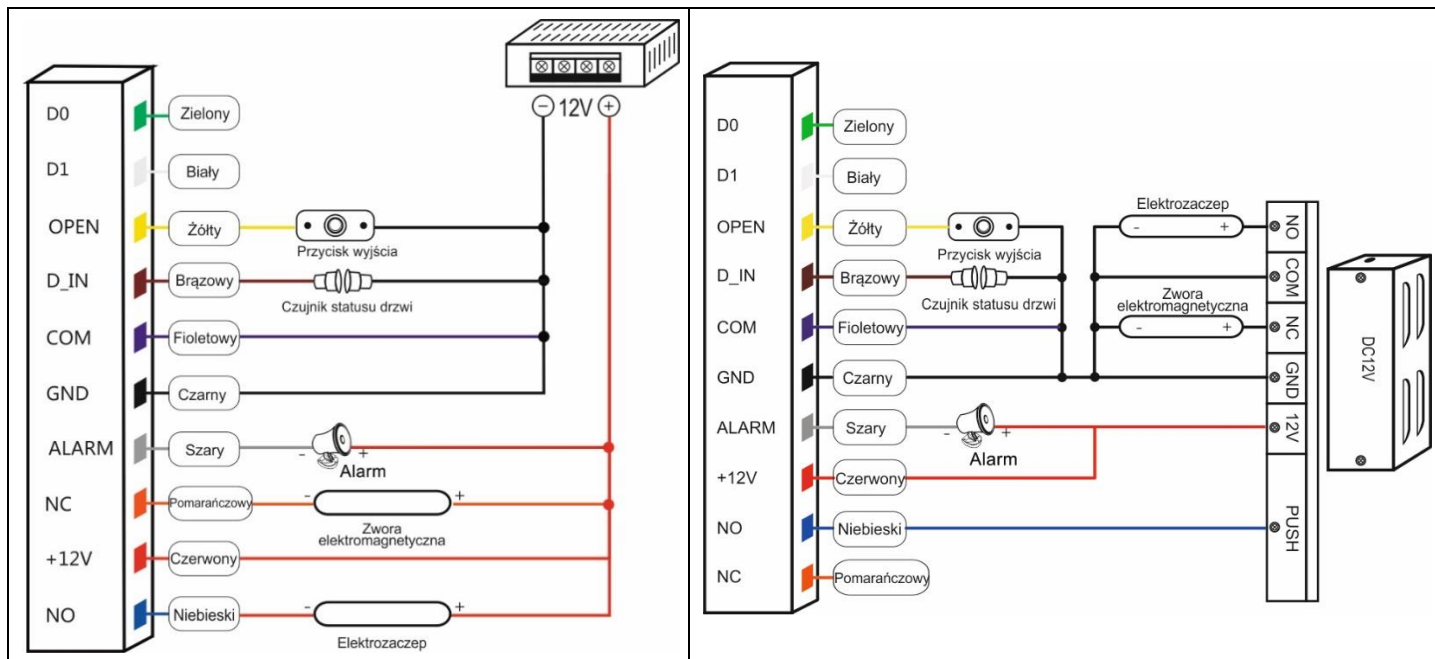 − 12V +
D0 Zielony
D1 Biały
OPEN Żółty
Przycisk wyjścia
D_IN Brązowy
Czujnik statusu drzwi
COM Fioletowy
GND Czarny
ALARM Szary - +
Alarm
NC Pomarańczowy - +
Zwora
elektromagnetyczna
+12V Czerwony
NO Niebieski - +
Elektrozaczep
D0 Zielony
D1 Biały
Elektrozaczep
OPEN Żółty - + NO
Przycisk wyjścia
D_IN Brązowy COM
Czujnik statusu drzwi
Zwora
elektromagnetyczna
COM Fioletowy - + NC
GND Czarny GND
DC12V
ALARM Szary - + 12V
Alarm
+12V Czerwony
NO Niebieski PUSH
NC Pomarańczowy